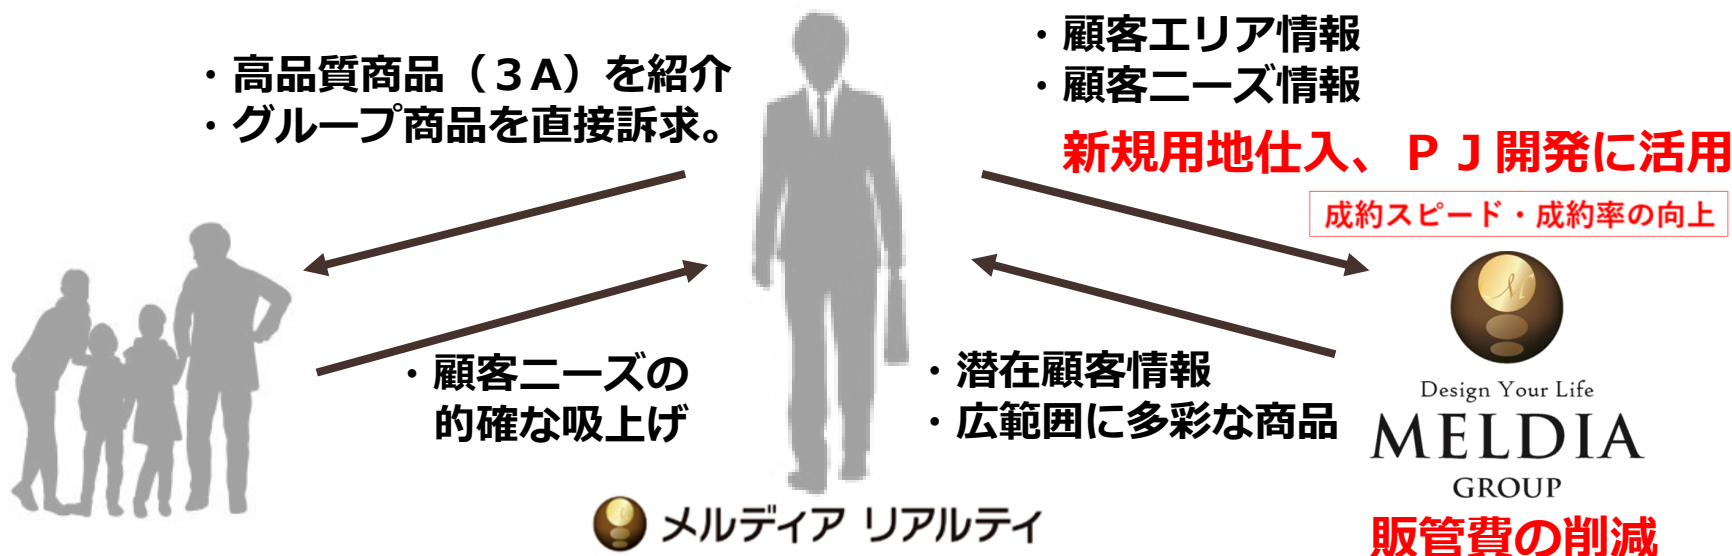 ・高品質商品（３A）を紹介
・グループ商品を直接訴求。
・顧客エリア情報
・顧客ニーズ情報
新規用地仕入、ＰＪ開発に活用
成約スピード・成約率の向上
・顧客ニーズの
的確な吸上げ
・潜在顧客情報
・広範囲に多彩な商品
Design Your Life
MELDIA
GROUP
メルディア リアルティ
販管費の削減